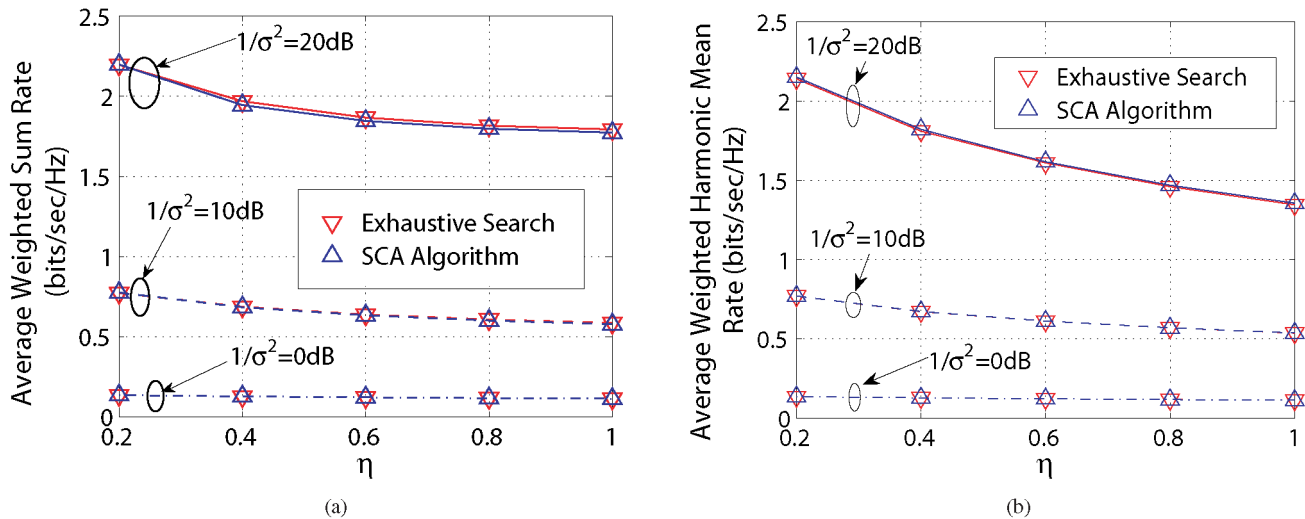 Average Weighted Sum Rate
(bits/sec/Hz)
2.5
2
1.5
1
0.5
0
0.2
0.4
0.6
0.8
1
η
1/σ²=20dB
1/σ²=10dB
1/σ²=0dB
Exhaustive Search
SCA Algorithm
(a)
Average Weighted Harmonic Mean
Rate (bits/sec/Hz)
2.5
2
1.5
1
0.5
0
0.2
0.4
0.6
0.8
1
η
1/σ²=20dB
1/σ²=10dB
1/σ²=0dB
Exhaustive Search
SCA Algorithm
(b)